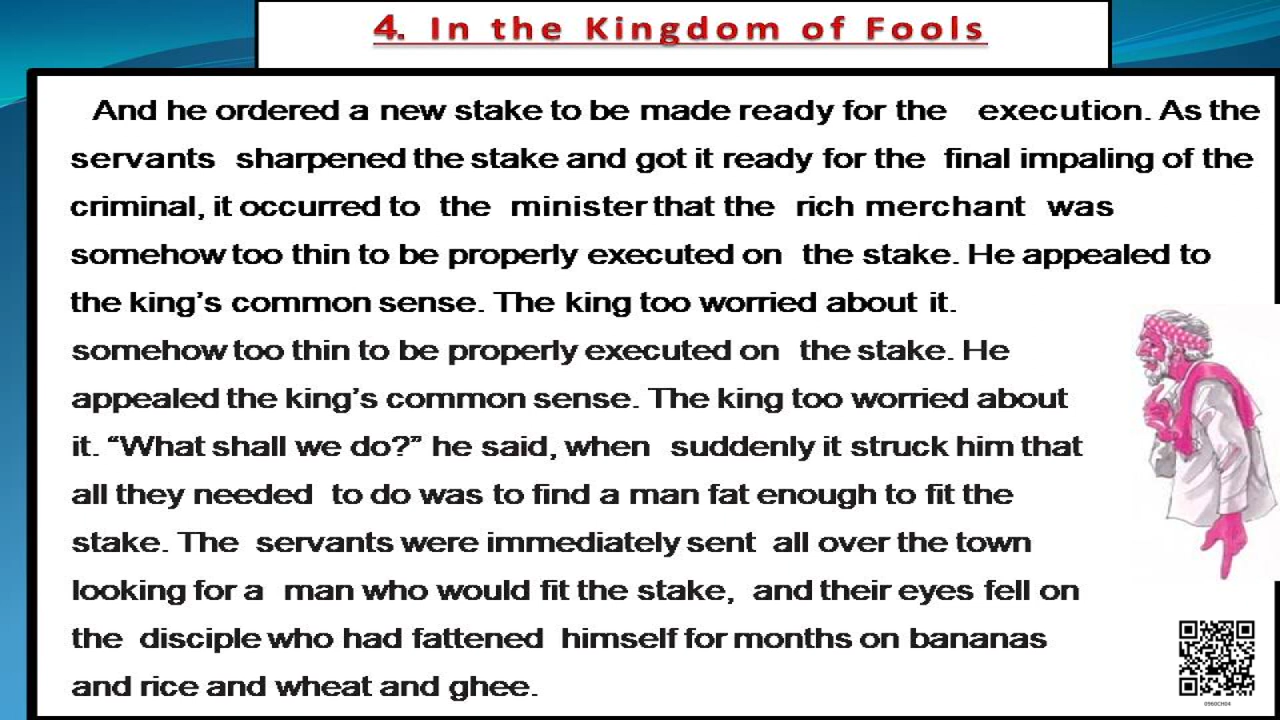 4. In the Kingdom of Fools
And he ordered a new stake to be made ready for the execution. As the
servants sharpened the stake and got it ready for the final impaling of the
criminal, it occurred to the minister that the rich merchant was
somehow too thin to be properly executed on the stake. He appealed to
the king’s common sense. The king too worried about it.
somehow too thin to be properly executed on the stake. He
appealed the king’s common sense. The king too worried about
it. “What shall we do?” he said, when suddenly it struck him that
all they needed to do was to find a man fat enough to fit the
stake. The servants were immediately sent all over the town
looking for a man who would fit the stake, and their eyes fell on
the disciple who had fattened himself for months on bananas
and rice and wheat and ghee.
0960CH04